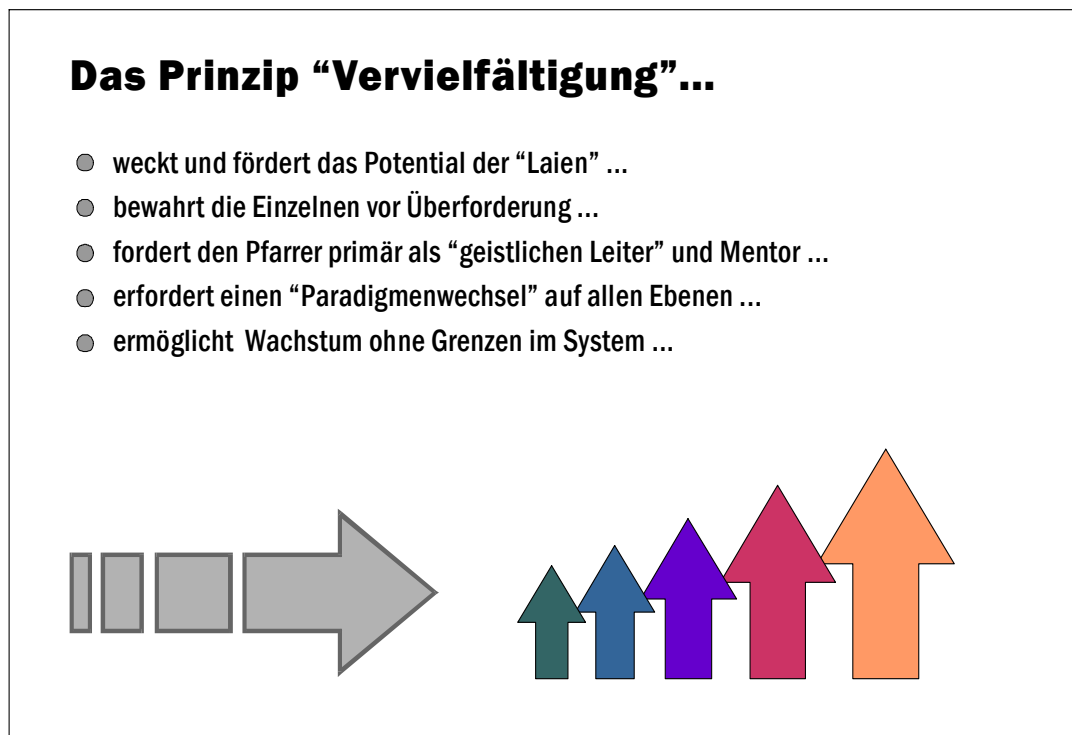 Das Prinzip “Vervielfältigung”...
weckt und fördert das Potential der “Laien” ...
bewahrt die Einzelnen vor Überforderung ...
fordert den Pfarrer primär als “geistlichen Leiter” und Mentor ...
erfordert einen “Paradigmenwechsel” auf allen Ebenen ...
ermöglicht Wachstum ohne Grenzen im System ...